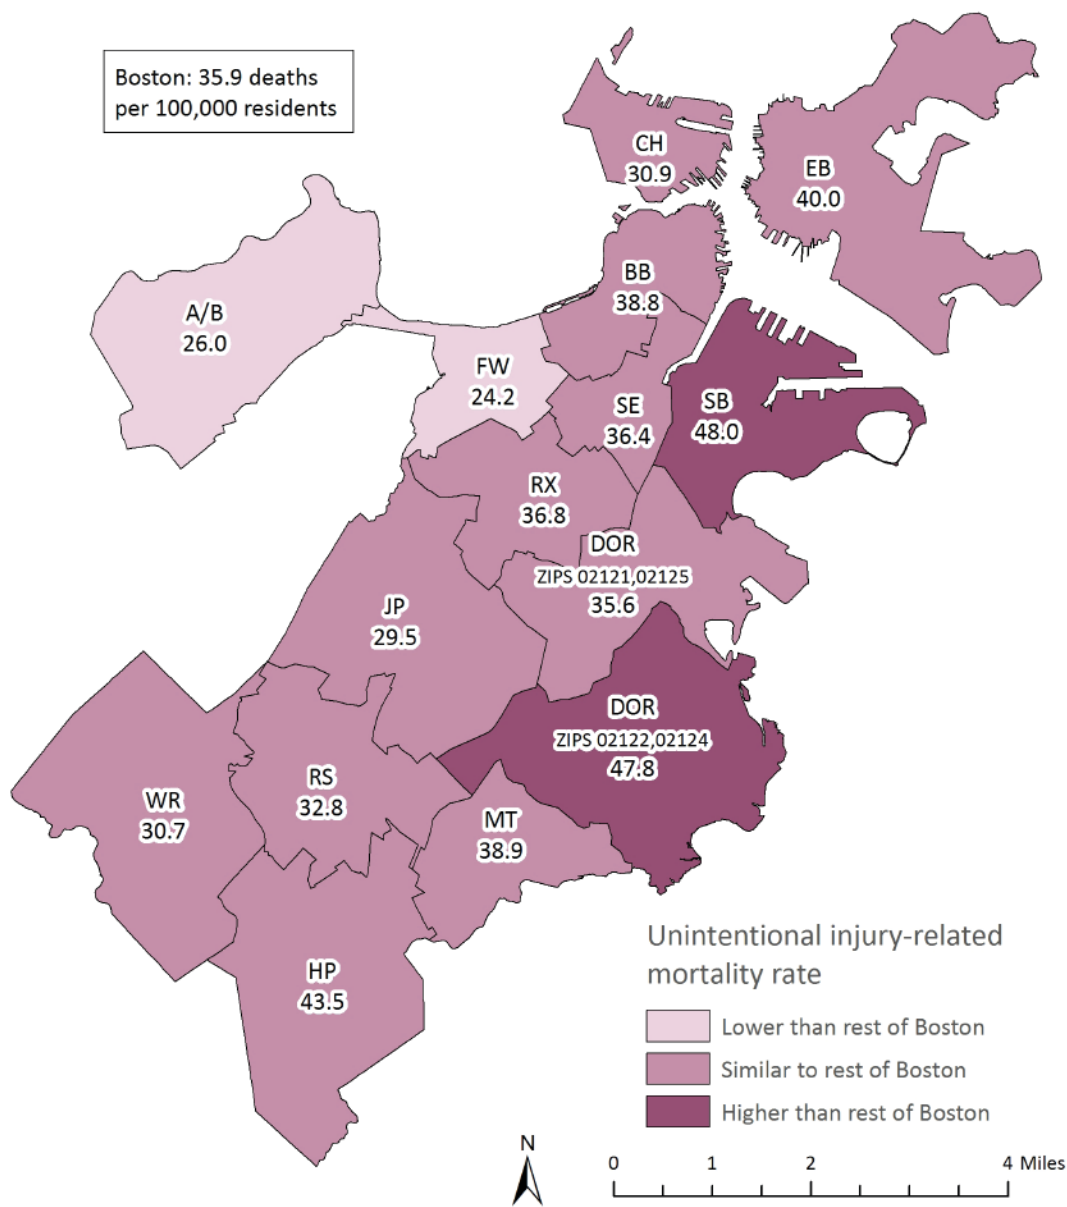 Boston: 35.9 deaths
per 100,000 residents
CH
30.9
EB
40.0
BB
38.8
A/B
26.0
FW
24.2
SE
36.4
SB
48.0
RX
36.8
DOR
ZIPS 02121,02125
35.6
JP
29.5
DOR
ZIPS 02122,02124
47.8
RS
32.8
WR
30.7
MT
38.9
HP
43.5
Unintentional injury-related
mortality rate
Lower than rest of Boston
Similar to rest of Boston
Higher than rest of Boston
N
0 1 2 4 Miles